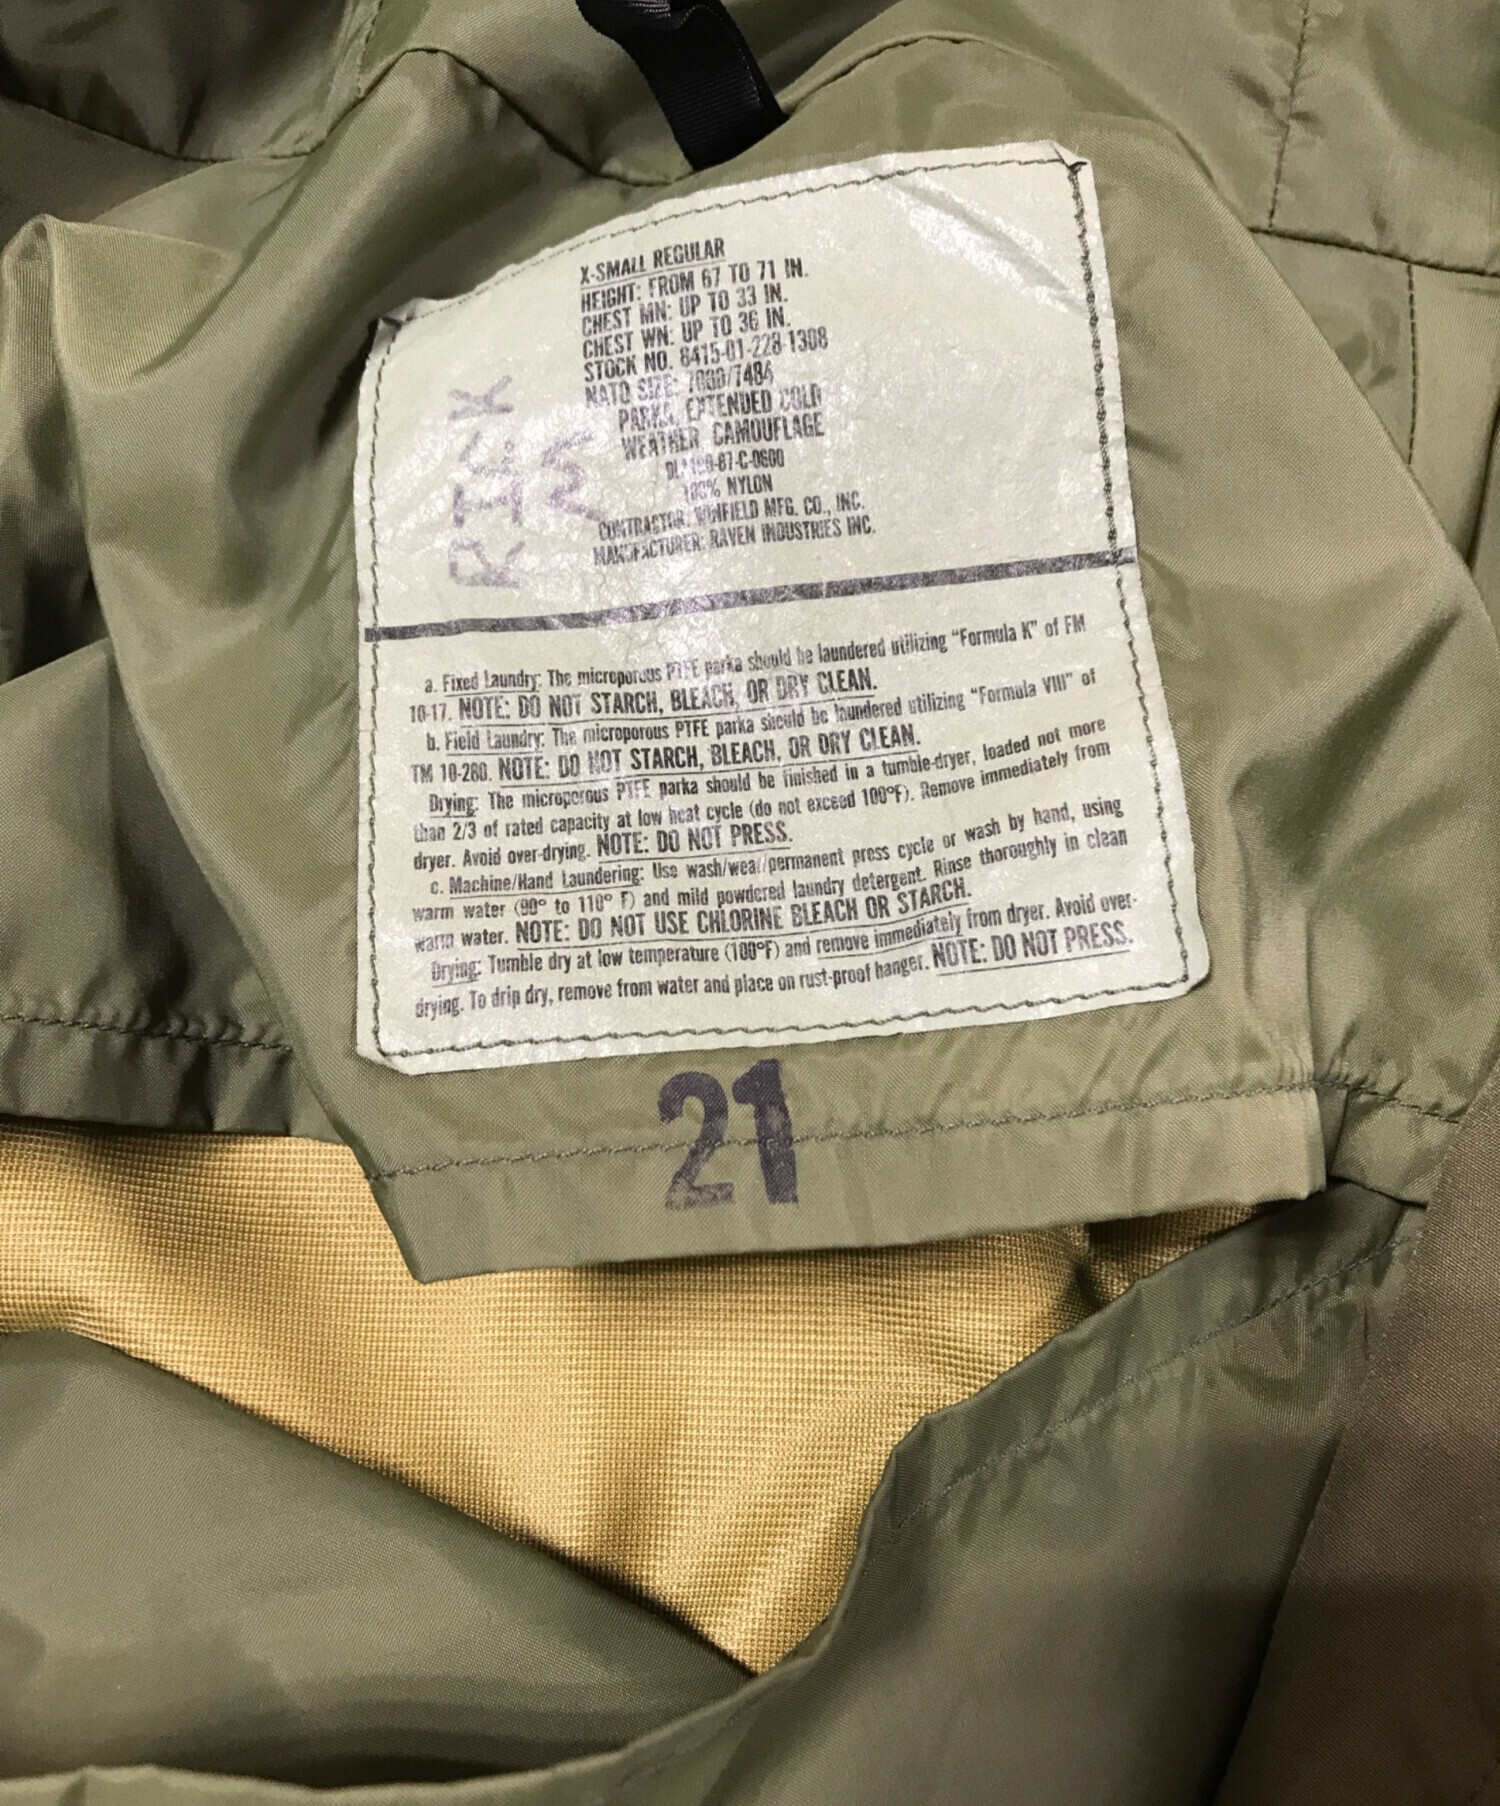 X-SMALL REGULAR
HEIGHT: FROM 67 TO 71 IN.
CHEST MN: UP TO 33 IN.
CHEST WN: UP TO 36 IN.
STOCK NO. 8415-01-228-1308
NATO SIZE: /7484
PARKA, EXTENDED COLD
WEATHER, CAMOUFLAGE
-87-C-0600
100% NYLON
CONTRACTOR: WINFIELD MFG. CO., INC.
MANUFACTURER: RAVEN INDUSTRIES INC.
a. Fixed Laundry: The microporous PTFE parka should be laundered utilizing "Formula K" of FM
10-17. NOTE: DO NOT STARCH, BLEACH, OR DRY CLEAN.
b. Field Laundry: The microporous PTFE parka should be laundered utilizing "Formula VIII" of
TM 10-280. NOTE: DO NOT STARCH, BLEACH, OR DRY CLEAN.
Drying: The microporous PTFE parka should be finished in a tumble-dryer, loaded not more
than 2/3 of rated capacity at low heat cycle (do not exceed 100°F). Remove immediately from
dryer. Avoid over-drying. NOTE: DO NOT PRESS.
c. Machine/Hand Laundering: Use wash/wear/permanent press cycle or wash by hand, using
warm water (90° to 110° F) and mild powdered laundry detergent. Rinse thoroughly in clean
warm water. NOTE: DO NOT USE CHLORINE BLEACH OR STARCH.
Drying: Tumble dry at low temperature (100°F) and remove immediately from dryer. Avoid over-
drying. To drip dry, remove from water and place on rust-proof hanger. NOTE: DO NOT PRESS.
21